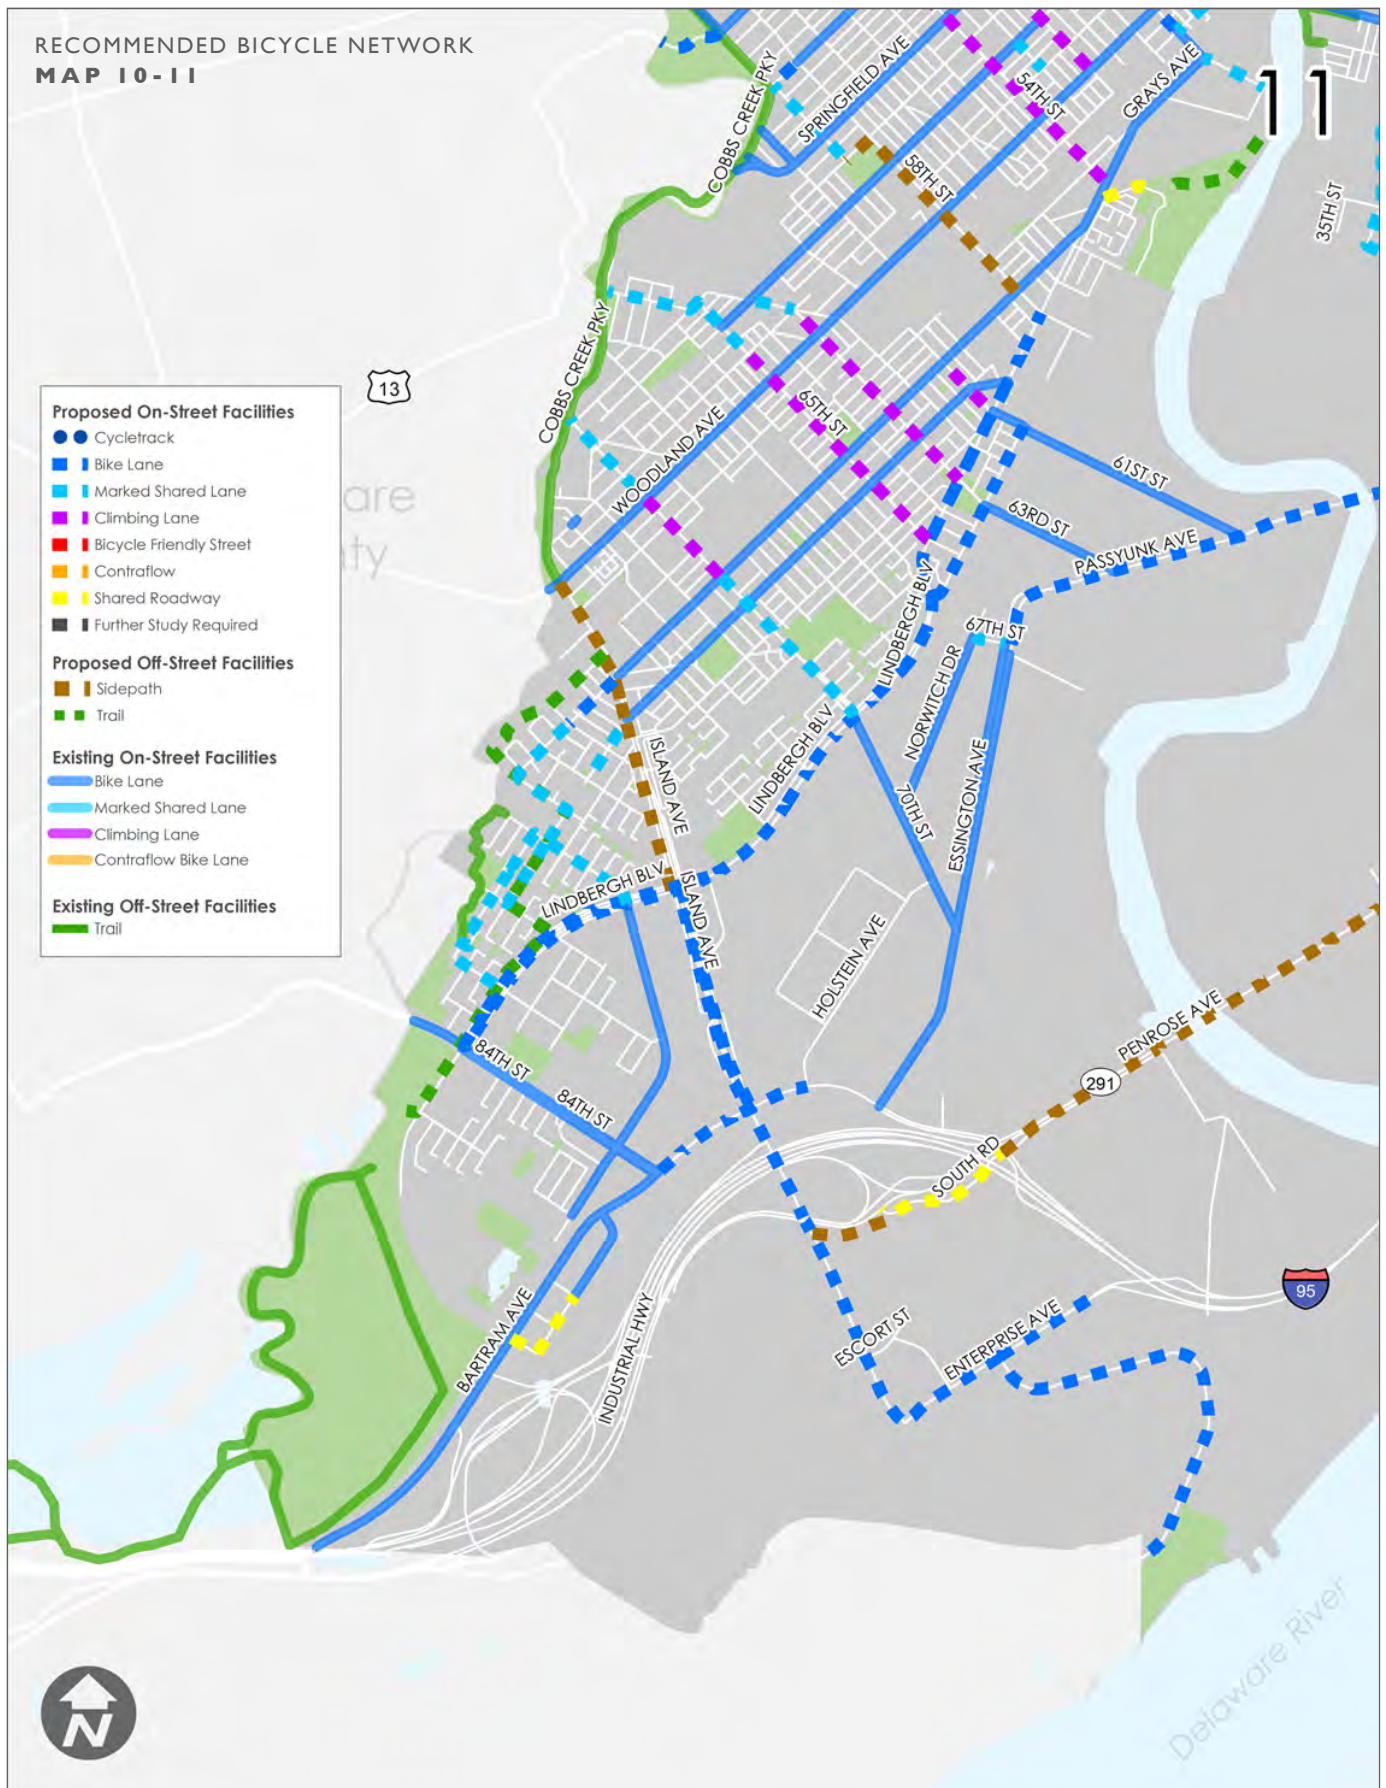 RECOMMENDED BICYCLE NETWORK
MAP 10-11
11
COBBS CREEK PKY
SPRINGFIELD AVE
54TH ST
GRAYS AVE
58TH ST
35TH ST
COBBS CREEK PKY
13
65TH ST
WOODLAND AVE
61ST ST
63RD ST
PASSYUNK AVE
LINDBERGH BLV
67TH ST
NORWITCH DR
LINDBERGH BLV
ISLAND AVE
70TH ST
ESSINGTON AVE
LINDBERGH BLV
ISLAND AVE
HOLSTEIN AVE
PENROSE AVE
84TH ST
291
84TH ST
SOUTH RD
95
BARTRAM AVE
INDUSTRIAL HWY
ESCORT ST
ENTERPRISE AVE
Delaware River
are
ty
Proposed On-Street Facilities
Cycletrack
Bike Lane
Marked Shared Lane
Climbing Lane
Bicycle Friendly Street
Contraflow
Shared Roadway
Further Study Required
Proposed Off-Street Facilities
Sidepath
Trail
Existing On-Street Facilities
Bike Lane
Marked Shared Lane
Climbing Lane
Contraflow Bike Lane
Existing Off-Street Facilities
Trail
N